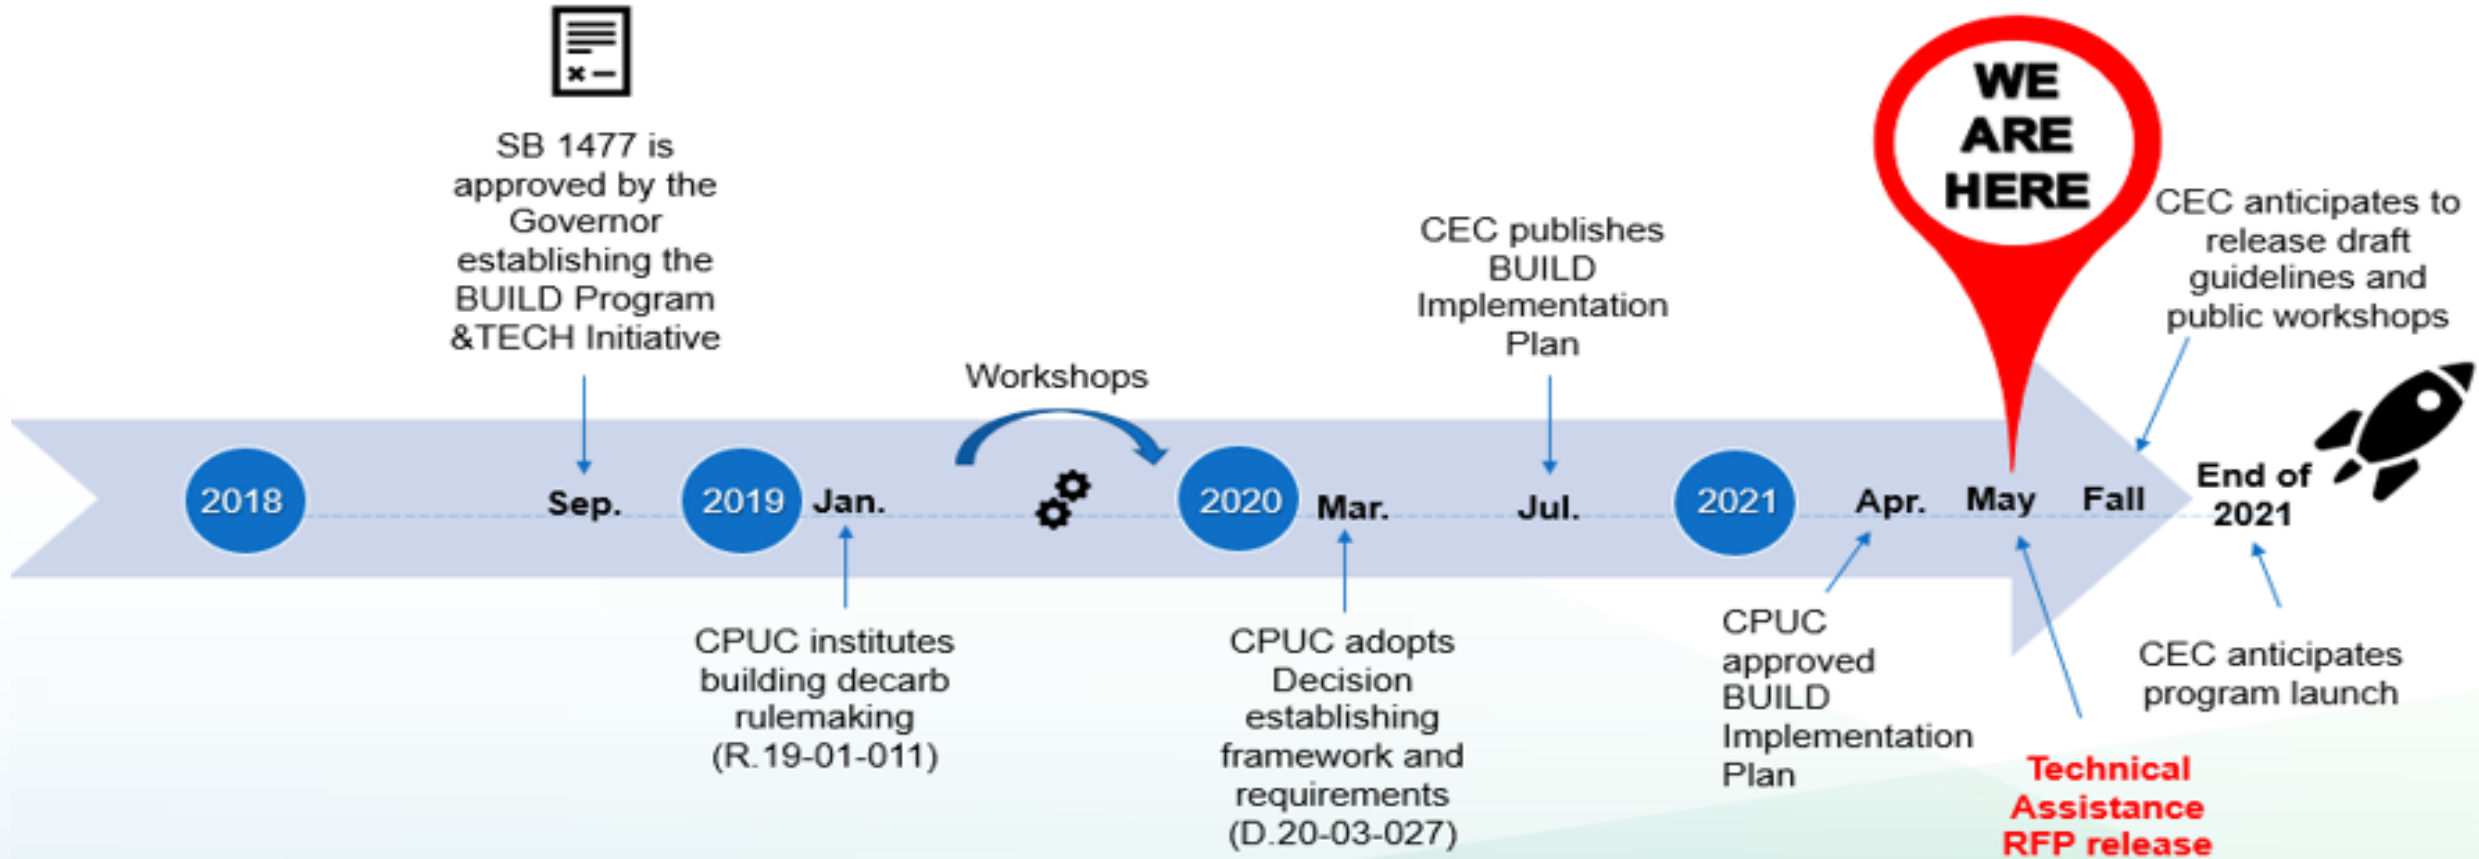 SB 1477 is
approved by the
Governor
establishing the
BUILD Program
&TECH Initiative
Workshops
CEC publishes
BUILD
Implementation
Plan
WE
ARE
HERE
CEC anticipates to
release draft
guidelines and
public workshops
2018
Sep.
2019
Jan.
2020
Mar.
Jul.
2021
Apr.
May
Fall
End of
2021
CPUC institutes
building decarb
rulemaking
(R.19-01-011)
CPUC adopts
Decision
establishing
framework and
requirements
(D.20-03-027)
CPUC
approved
BUILD
Implementation
Plan
Technical
Assistance
RFP release
CEC anticipates
program launch